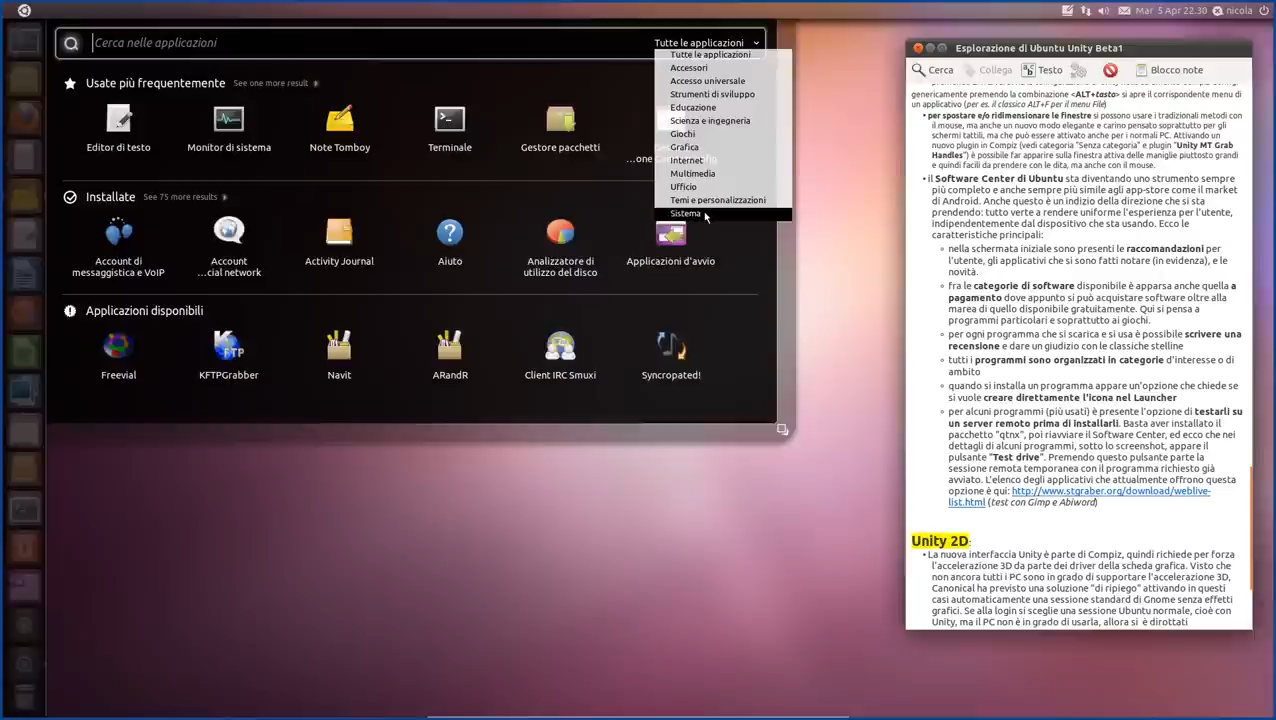 Mar 5 Apr 22.30 nicola
Cerca nelle applicazioni
Tutte le applicazioni
Tutte le applicazioni
Accessori
Accesso universale
Strumenti di sviluppo
Educazione
Scienza e ingegneria
Giochi
Grafica
Internet
Multimedia
Ufficio
Temi e personalizzazioni
Sistema
Usate più frequentemente See one more result
Editor di testo
Monitor di sistema
Note Tomboy
Terminale
Gestore pacchetti
Installate See 75 more results
Account di
messaggistica e VoIP
Account
...cial network
Activity Journal
Aiuto
Analizzatore di
utilizzo del disco
Applicazioni d'avvio
Applicazioni disponibili
Freevial
KFTPGrabber
Navit
ARandR
Client IRC Smuxi
Syncropated!
Esplorazione di Ubuntu Unity Beta1
Cerca Collega Testo Blocco note
genericamente premendo la combinazione <ALT+tasto> si apre il corrispondente menu di
un applicativo (per es. il classico ALT+F per il menu File)
• per spostare e/o ridimensionare le finestre si possono usare i tradizionali metodi con
il mouse, ma anche un nuovo modo elegante e carino pensato soprattutto per gli
schermi tattili, ma che può essere attivato anche per i normali PC. Attivando un
nuovo plugin in Compiz (vedi categoria "Senza categoria" e plugin "Unity MT Grab
Handles") è possibile far apparire sulla finestra attiva delle maniglie piuttosto grandi
e quindi facili da prendere con le dita, ma anche con il mouse.
• il Software Center di Ubuntu sta diventando uno strumento sempre
più completo e anche sempre più simile agli app-store come il market
di Android. Anche questo è un indizio della direzione che si sta
prendendo: tutto verte a rendere uniforme l'esperienza per l'utente,
indipendentemente dal dispositivo che sta usando. Ecco le
caratteristiche principali:
nella schermata iniziale sono presenti le raccomandazioni per
l'utente, gli applicativi che si sono fatti notare (in evidenza), e le
novità.
fra le categorie di software disponibile è apparsa anche quella a
pagamento dove appunto si può acquistare software oltre alla
marea di quello disponibile gratuitamente. Qui si pensa a
programmi particolari e soprattutto ai giochi.
per ogni programma che si scarica e si usa è possibile scrivere una
recensione e dare un giudizio con le classiche stelline
tutti i programmi sono organizzati in categorie d'interesse o di
ambito
quando si installa un programma appare un'opzione che chiede se
si vuole creare direttamente l'icona nel Launcher
per alcuni programmi (più usati) è presente l'opzione di testarli su
un server remoto prima di installarli. Basta aver installato il
pacchetto "qtnx", poi riavviare il Software Center, ed ecco che nei
dettagli di alcuni programmi, sotto lo screenshot, appare il
pulsante "Test drive". Premendo questo pulsante parte la
sessione remota temporanea con il programma richiesto già
avviato. L'elenco degli applicativi che attualmente offrono questa
opzione è qui: http://www.stgraber.org/download/weblive-
list.html (test con Gimp e Abiword)
Unity 2D:
• La nuova interfaccia Unity è parte di Compiz, quindi richiede per forza
l'accelerazione 3D da parte dei driver della scheda grafica. Visto che
non ancora tutti i PC sono in grado di supportare l'accelerazione 3D,
Canonical ha previsto una soluzione "di ripiego" attivando in questi
casi automaticamente una sessione standard di Gnome senza effetti
grafici. Se alla login si sceglie una sessione Ubuntu normale, cioè con
Unity, ma il PC non è in grado di usarla, allora si è dirottati